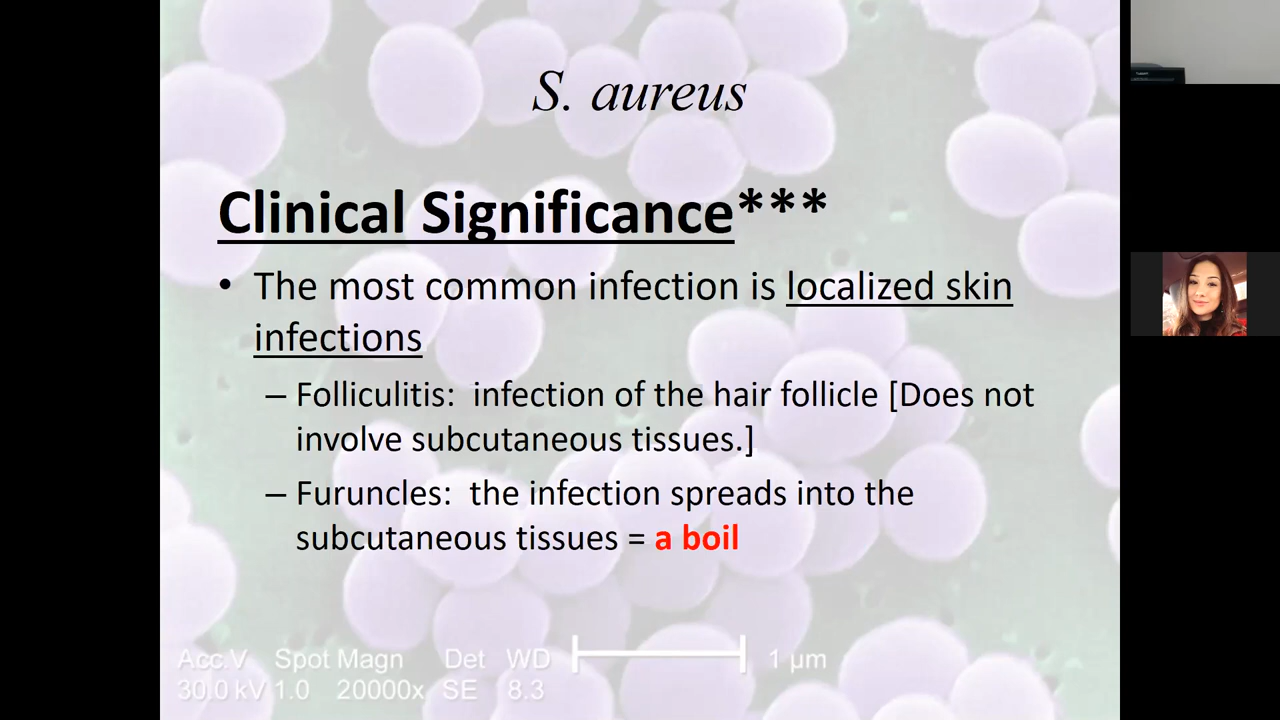 S. aureus
Clinical Significance***
• The most common infection is localized skin
infections
– Folliculitis: infection of the hair follicle [Does not
involve subcutaneous tissues.]
– Furuncles: the infection spreads into the
subcutaneous tissues = a boil
Acc.V Spot Magn Det WD 1 µm
30.0 kV 1.0 20000x SE 8.3